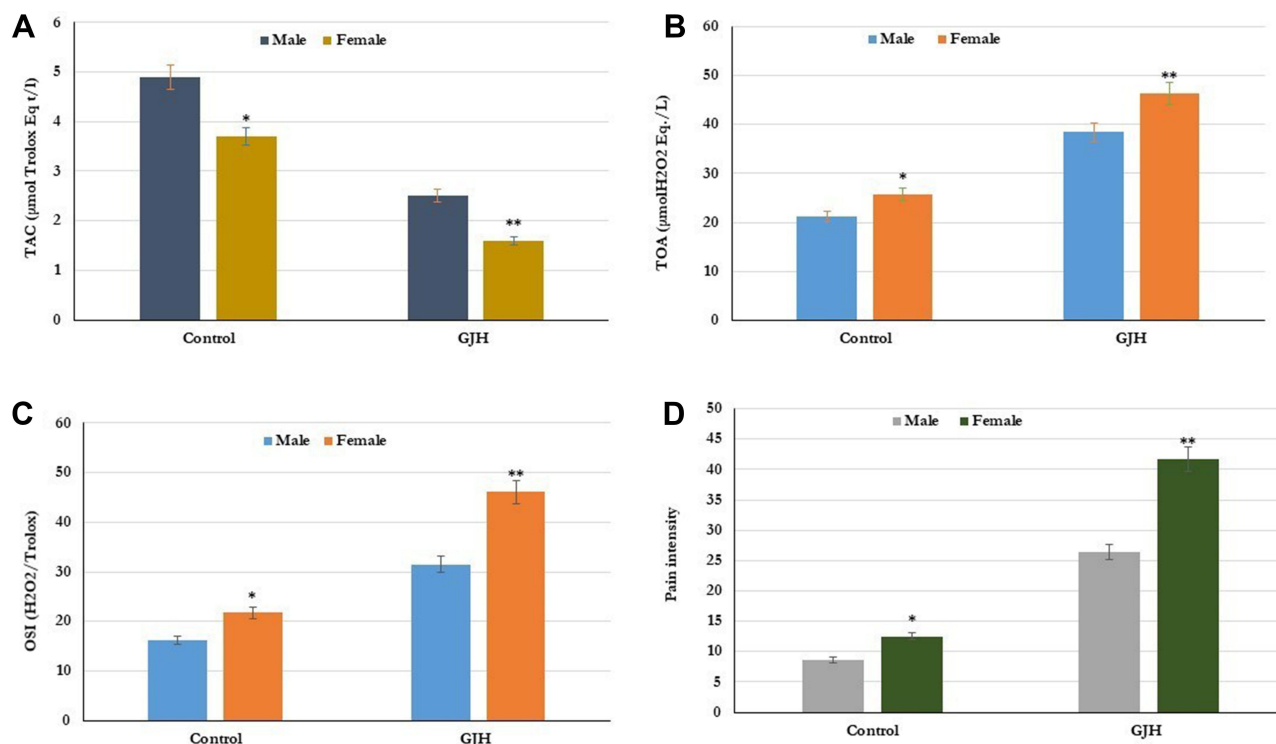 A
TAC (µmol Trolox Eq t/l)
6
5
4
3
2
1
0
Male Female
*
**
Control GJH
B
TOA (µmolH2O2 Eq./L)
60
50
40
30
20
10
0
Male Female
*
**
Control GJH
C
OSI (H2O2/Trolox)
60
50
40
30
20
10
0
Male Female
*
**
Control GJH
D
Pain intensity
50
45
40
35
30
25
20
15
10
5
0
Male Female
*
**
Control GJH